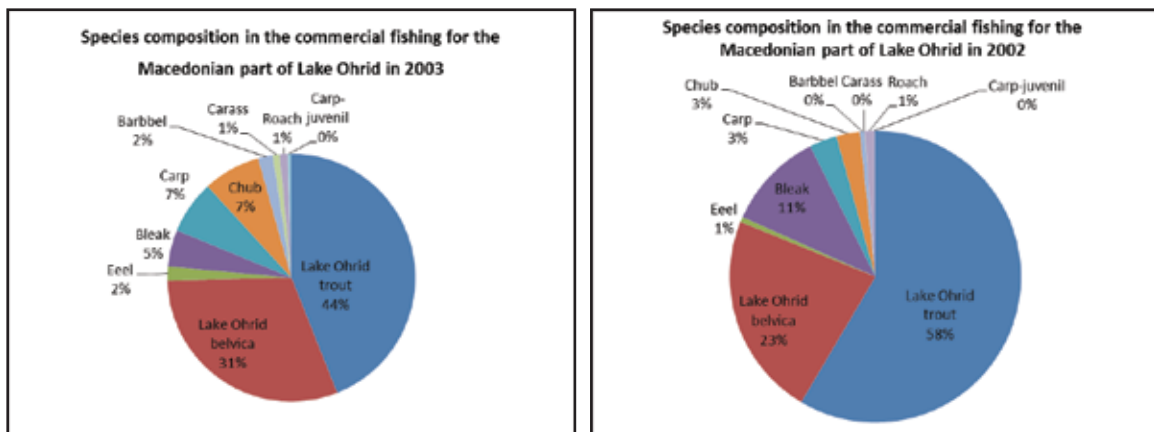 Species composition in the commercial fishing for the
Macedonian part of Lake Ohrid in 2003
Carp-
juvenil
0%
Roach
1%
Carass
1%
Barbbel
2%
Chub
7%
Carp
7%
Bleak
5%
Eeel
2%
Lake Ohrid
trout
44%
Lake Ohrid
belvica
31%
Species composition in the commercial fishing for the
Macedonian part of Lake Ohrid in 2002
Barbbel
0%
Carass
0%
Roach
1%
Carp-juvenil
0%
Chub
3%
Carp
3%
Bleak
11%
Eeel
1%
Lake Ohrid
belvica
23%
Lake Ohrid
trout
58%